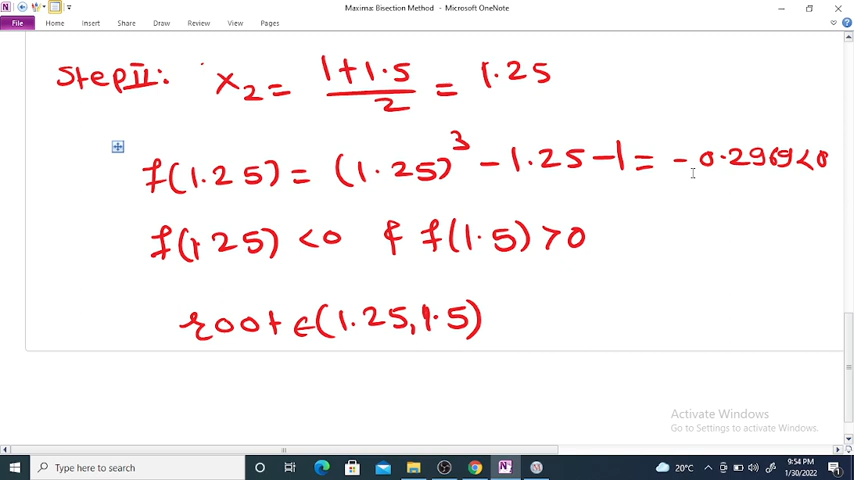 Maxima: Bisection Method - Microsoft OneNote
File Home Insert Draw Review View Pages
Step II: x₂ = 1+1.5/2 = 1.25
f(1.25) = (1.25)³ - 1.25 - 1 = - 0.2969 < 0
f(1.25) < 0 & f(1.5) > 0
root ∈ (1.25, 1.5)
Activate Windows
Go to Settings to activate Windows.
Type here to search
20°C
9:54 PM
1/30/2022